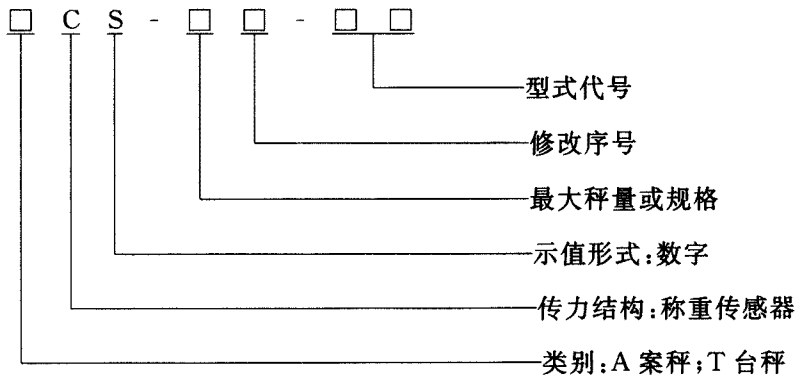 □ C S - □ □ - □ □
型式代号
修改序号
最大秤量或规格
示值形式:数字
传力结构:称重传感器
类别:A 案秤;T 台秤